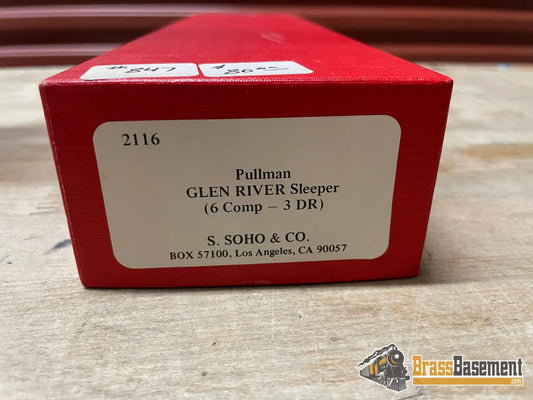 #847
$ 80.00
2116
Pullman
GLEN RIVER Sleeper
(6 Comp — 3 DR)
S. SOHO & CO.
BOX 57100, Los Angeles, CA 90057
BrassBasement
.com